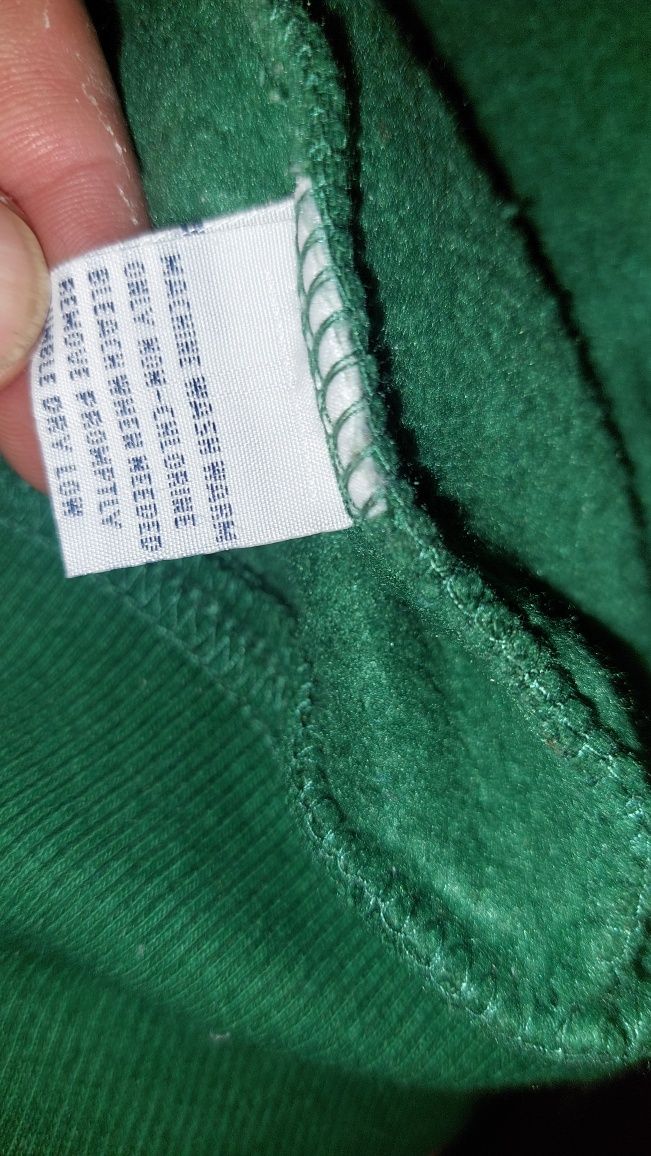 MACHINE WASH WARM
ONLY NON-CHLORINE
BLEACH WHEN NEEDED
REMOVE PROMPTLY
DRY LOW